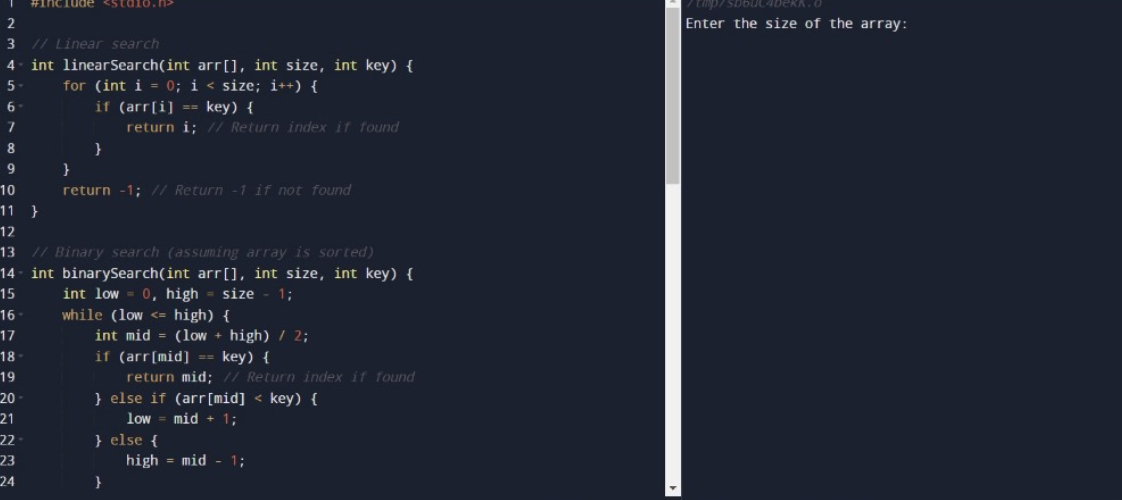 1 #include <stdio.h>
2
3 // Linear search
4 int linearSearch(int arr[], int size, int key) {
5     for (int i = 0; i < size; i++) {
6         if (arr[i] == key) {
7             return i; // Return index if found
8         }
9     }
10     return -1; // Return -1 if not found
11 }
12
13 // Binary search (assuming array is sorted)
14 int binarySearch(int arr[], int size, int key) {
15     int low = 0, high = size - 1;
16     while (low <= high) {
17         int mid = (low + high) / 2;
18         if (arr[mid] == key) {
19             return mid; // Return index if found
20         } else if (arr[mid] < key) {
21             low = mid + 1;
22         } else {
23             high = mid - 1;
24         }
Enter the size of the array: